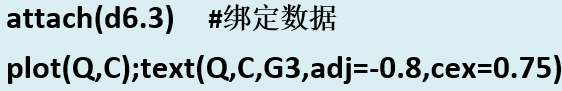 attach(d6.3) #绑定数据
plot(Q,C);text(Q,C,G3,adj=-0.8,cex=0.75)